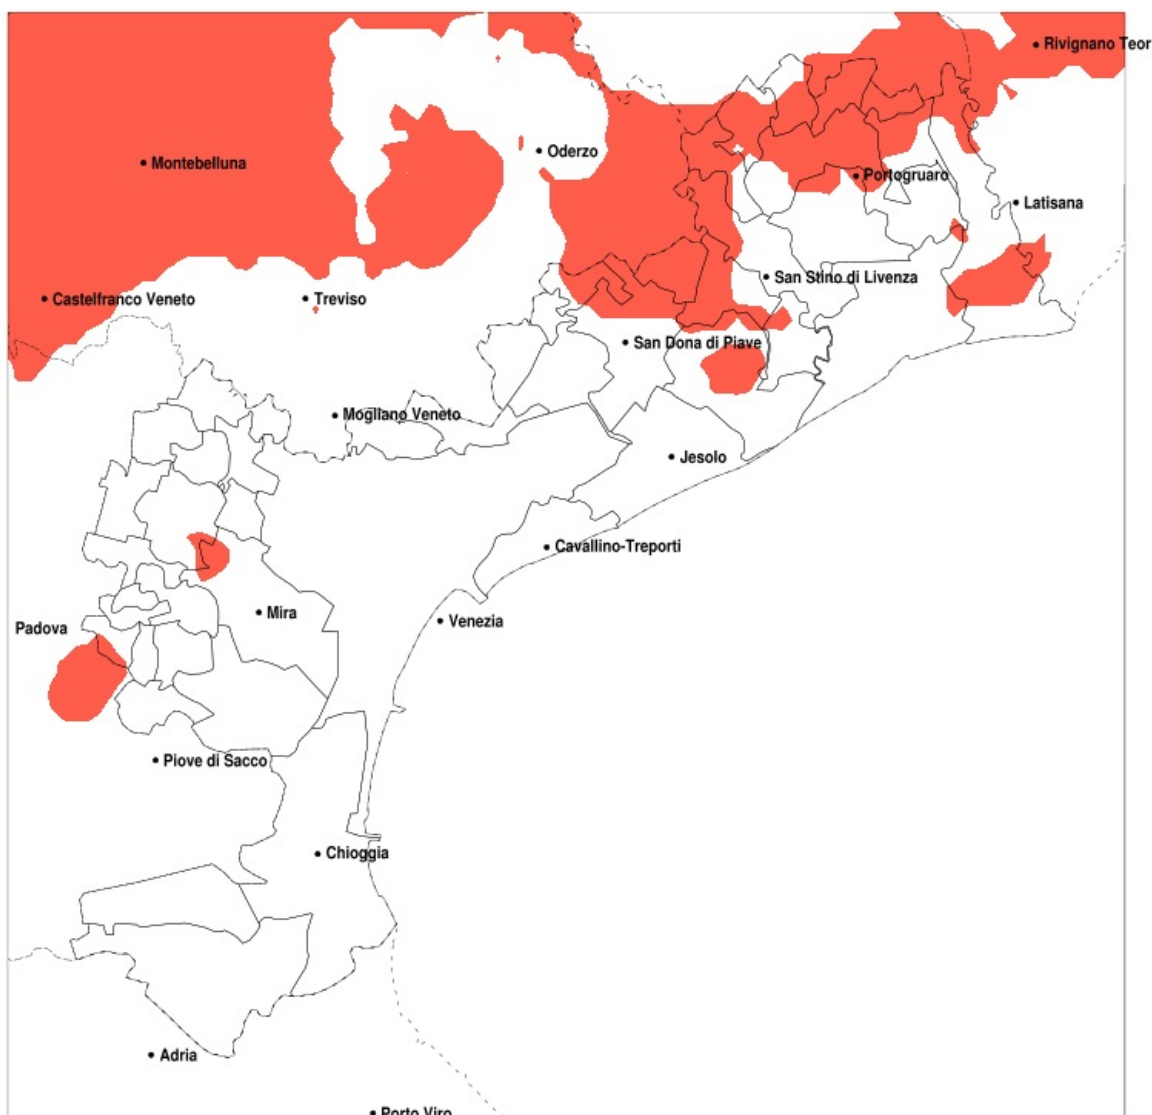 Rivignano Teor
Oderzo
Montebelluna
Portogruaro
Latisana
San Stino di Livenza
Castelfranco Veneto
Treviso
San Dona di Piave
Mogliano Veneto
Jesolo
Cavallino-Treporti
Mira
Venezia
Padova
Piove di Sacco
Chioggia
Adria
Porto Viro